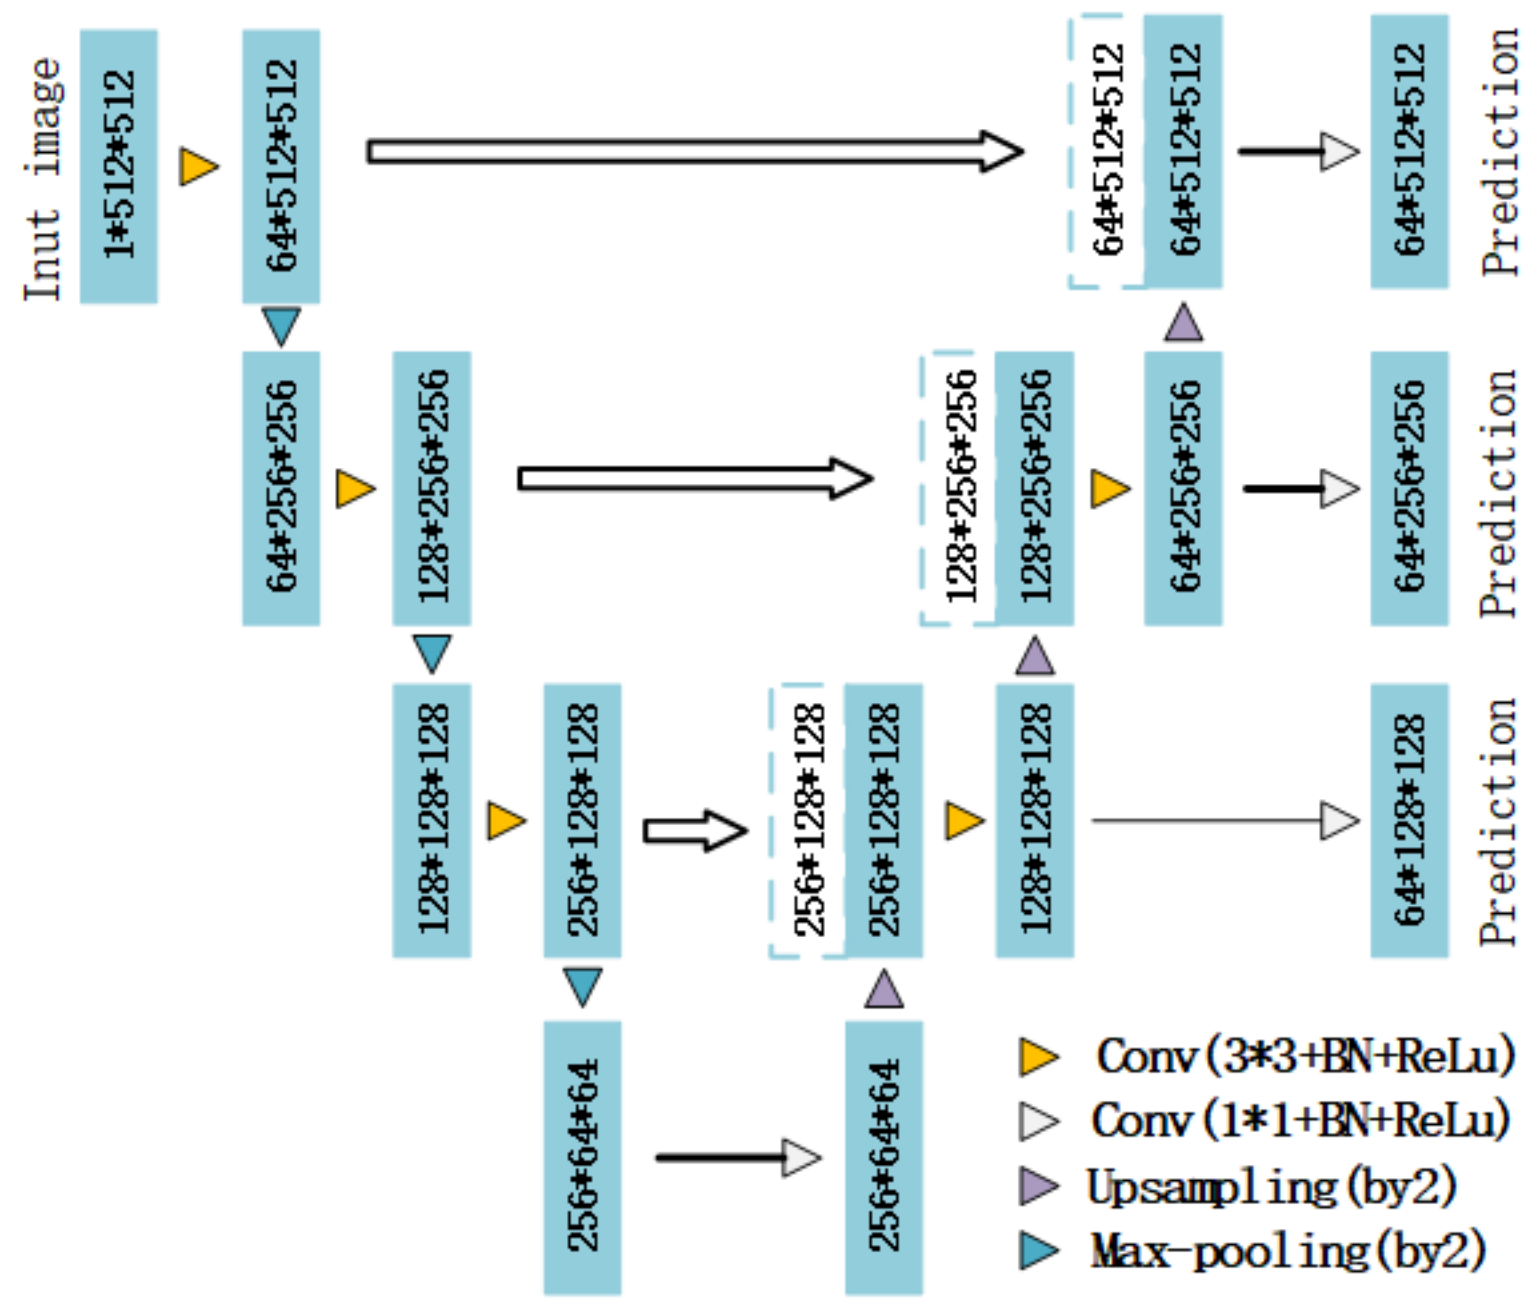 Inut image
1*512*512
64*512*512
64*512*512
64*512*512
64*512*512
Prediction
64*256*256
128*256*256
128*256*256
128*256*256
64*256*256
64*256*256
Prediction
128*128*128
256*128*128
256*128*128
256*128*128
128*128*128
64*128*128
Prediction
256*64*64
256*64*64
Conv(3*3+BN+ReLu)
Conv(1*1+BN+ReLu)
Upsampling(by2)
Max-pooling(by2)